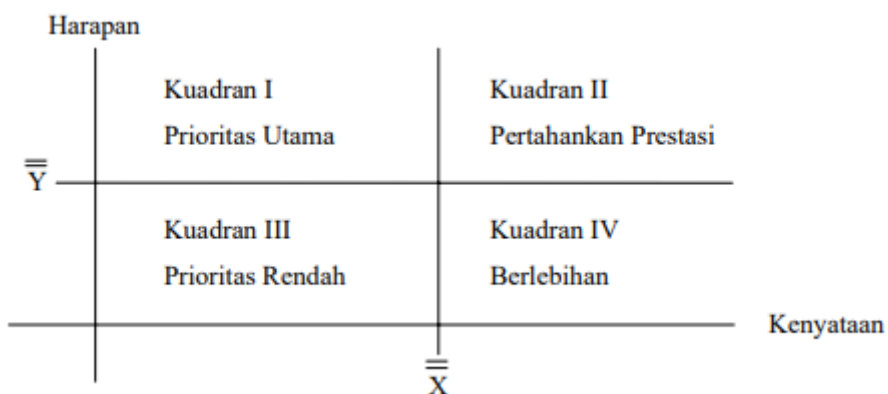 Harapan
Kuadran I
Prioritas Utama
Kuadran II
Pertahankan Prestasi
Y
Kuadran III
Prioritas Rendah
Kuadran IV
Berlebihan
Kenyataan
X